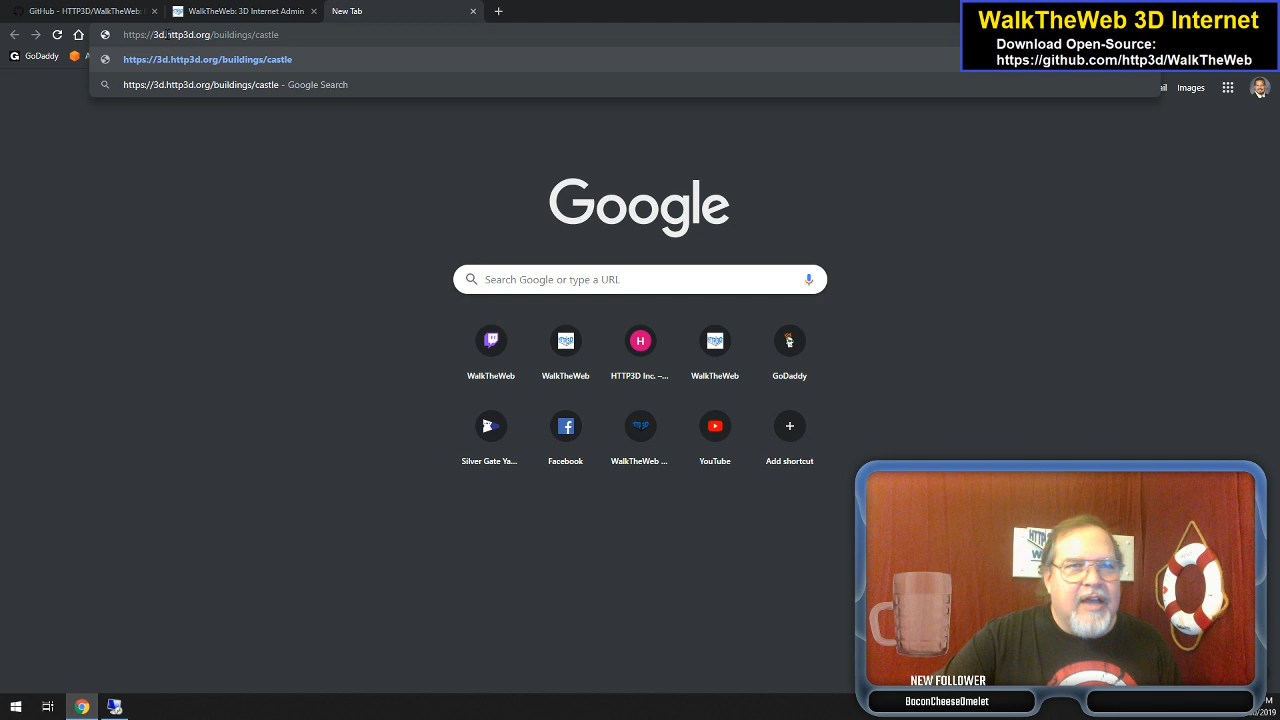 GitHub - HTTP3D/WalkTheWeb:
WalkTheWeb: 3D Internet Admin
New Tab
https://3d.http3d.org/buildings/castle
GoDaddy
https://3d.http3d.org/buildings/castle
https://3d.http3d.org/buildings/castle – Google Search
WalkTheWeb 3D Internet
Download Open-Source:
https://github.com/http3d/WalkTheWeb
Images
Google
Search Google or type a URL
H
WalkTheWeb
WalkTheWeb
HTTP3D Inc. –...
WalkTheWeb
GoDaddy
Silver Gate Ya...
Facebook
WalkTheWeb ...
YouTube
Add shortcut
NEW FOLLOWER
BaconCheeseOmelet